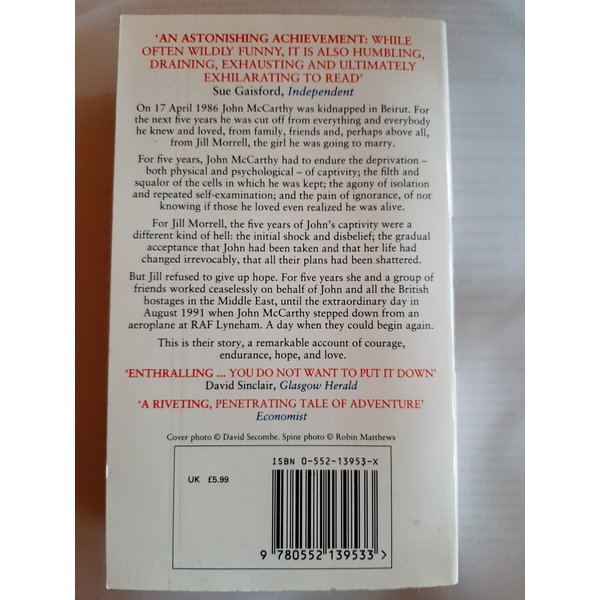 'AN ASTONISHING ACHIEVEMENT; WHILE
OFTEN WILDLY FUNNY, IT IS ALSO HUMBLING,
DRAINING, EXHAUSTING AND ULTIMATELY
EXHILARATING TO READ'
Sue Gaisford, Independent
On 17 April 1986 John McCarthy was kidnapped in Beirut. For
the next five years he was cut off from everything and everybody
he knew and loved, from family, friends and, perhaps above all,
from Jill Morrell, the girl he was going to marry.
For five years, John McCarthy had to endure the deprivation –
both physical and psychological – of captivity; the filth and
squalor of the cells in which he was kept; the agony of isolation
and repeated self-examination; and the pain of ignorance, of not
knowing if those he loved even realized he was alive.
For Jill Morrell, the five years of John's captivity were a
different kind of hell: the initial shock and disbelief; the gradual
acceptance that John had been taken and that her life had
changed irrevocably, that all their plans had been shattered.
But Jill refused to give up hope. For five years she and a group of
friends worked ceaselessly on behalf of John and all the British
hostages in the Middle East, until the extraordinary day in
August 1991 when John McCarthy stepped down from an
aeroplane at RAF Lyneham. A day when they could begin again.
This is their story, a remarkable account of courage,
endurance, hope, and love.
'ENTHRALLING ... YOU DO NOT WANT TO PUT IT DOWN'
David Sinclair, Glasgow Herald
'A RIVETING, PENETRATING TALE OF ADVENTURE'
Economist
Cover photo © David Secombe. Spine photo © Robin Matthews
ISBN 0-552-13953-X
UK £5.99
9 780552 139533>